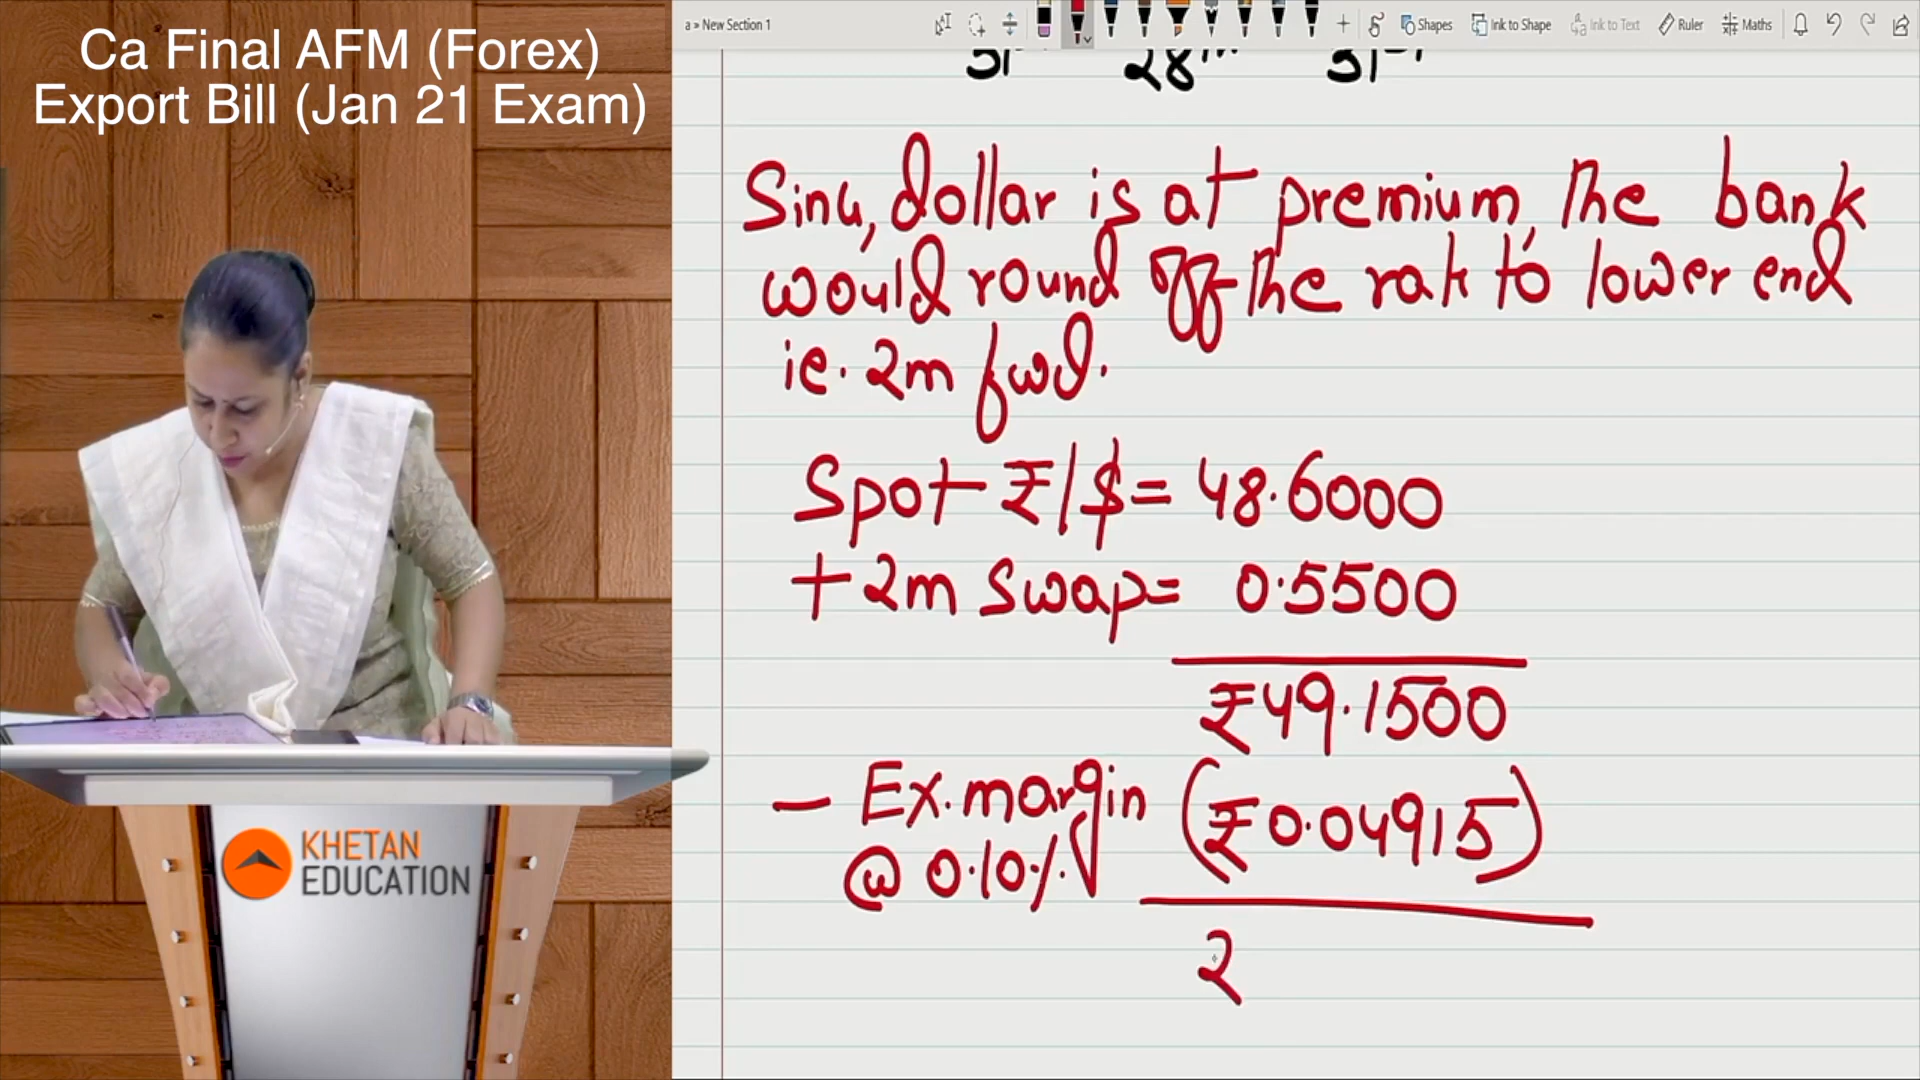 Ca Final AFM (Forex)
Export Bill (Jan 21 Exam)
a » New Section 1
Shapes
Ink to Shape
Ink to Text
Ruler
Maths
28th
Since, dollar is at premium, the bank
would round off the rate to lower end
ie. 2m fwd.
Spot ₹/$ = 48.6000
+ 2m Swap = 0.5500
₹49.1500
- Ex. margin (₹0.04915)
@ 0.10%
KHETAN
EDUCATION